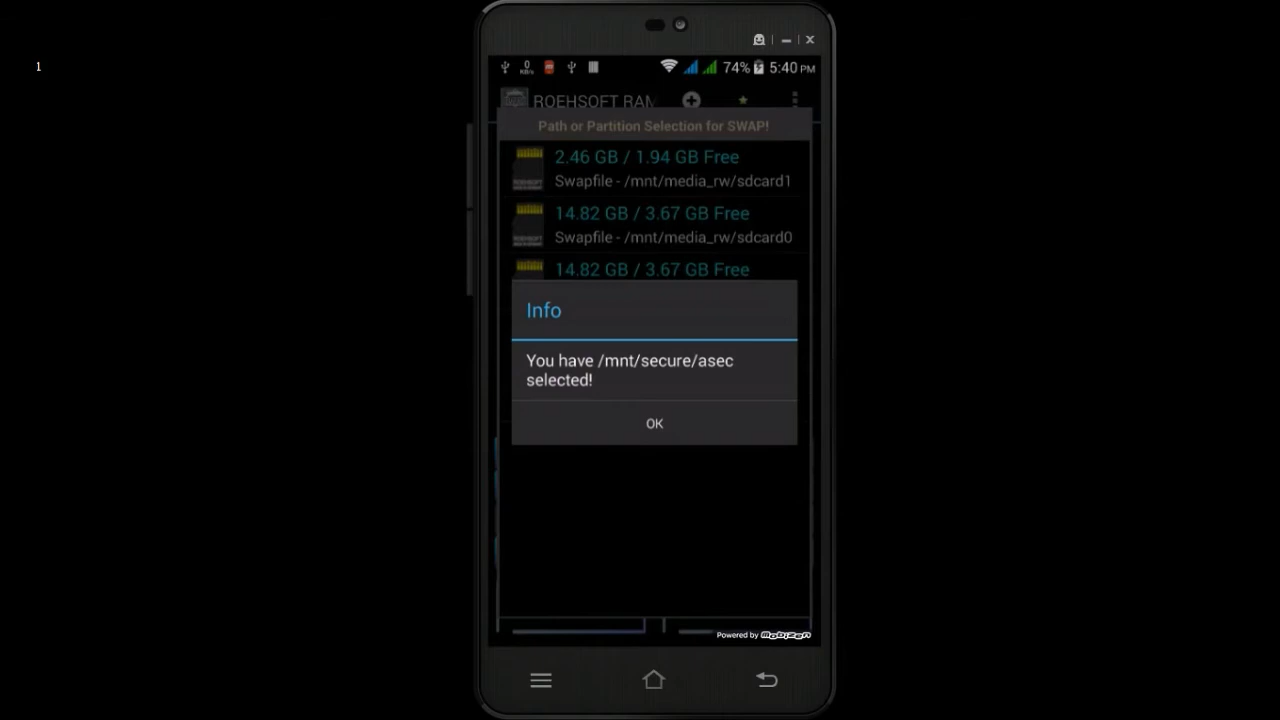 1
0
KB/s
74% 5:40 PM
ROEHSOFT RAM
Path or Partition Selection for SWAP!
2.46 GB / 1.94 GB Free
Swapfile - /mnt/media_rw/sdcard1
14.82 GB / 3.67 GB Free
Swapfile - /mnt/media_rw/sdcard0
14.82 GB / 3.67 GB Free
Info
You have /mnt/secure/asec
selected!
OK
Powered by Mobizen